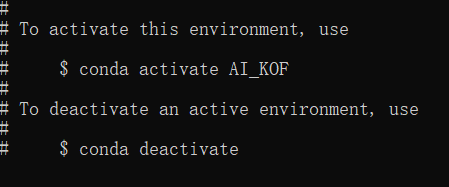 #
# To activate this environment, use
#
#     $ conda activate AI_KOF
#
# To deactivate an active environment, use
#
#     $ conda deactivate